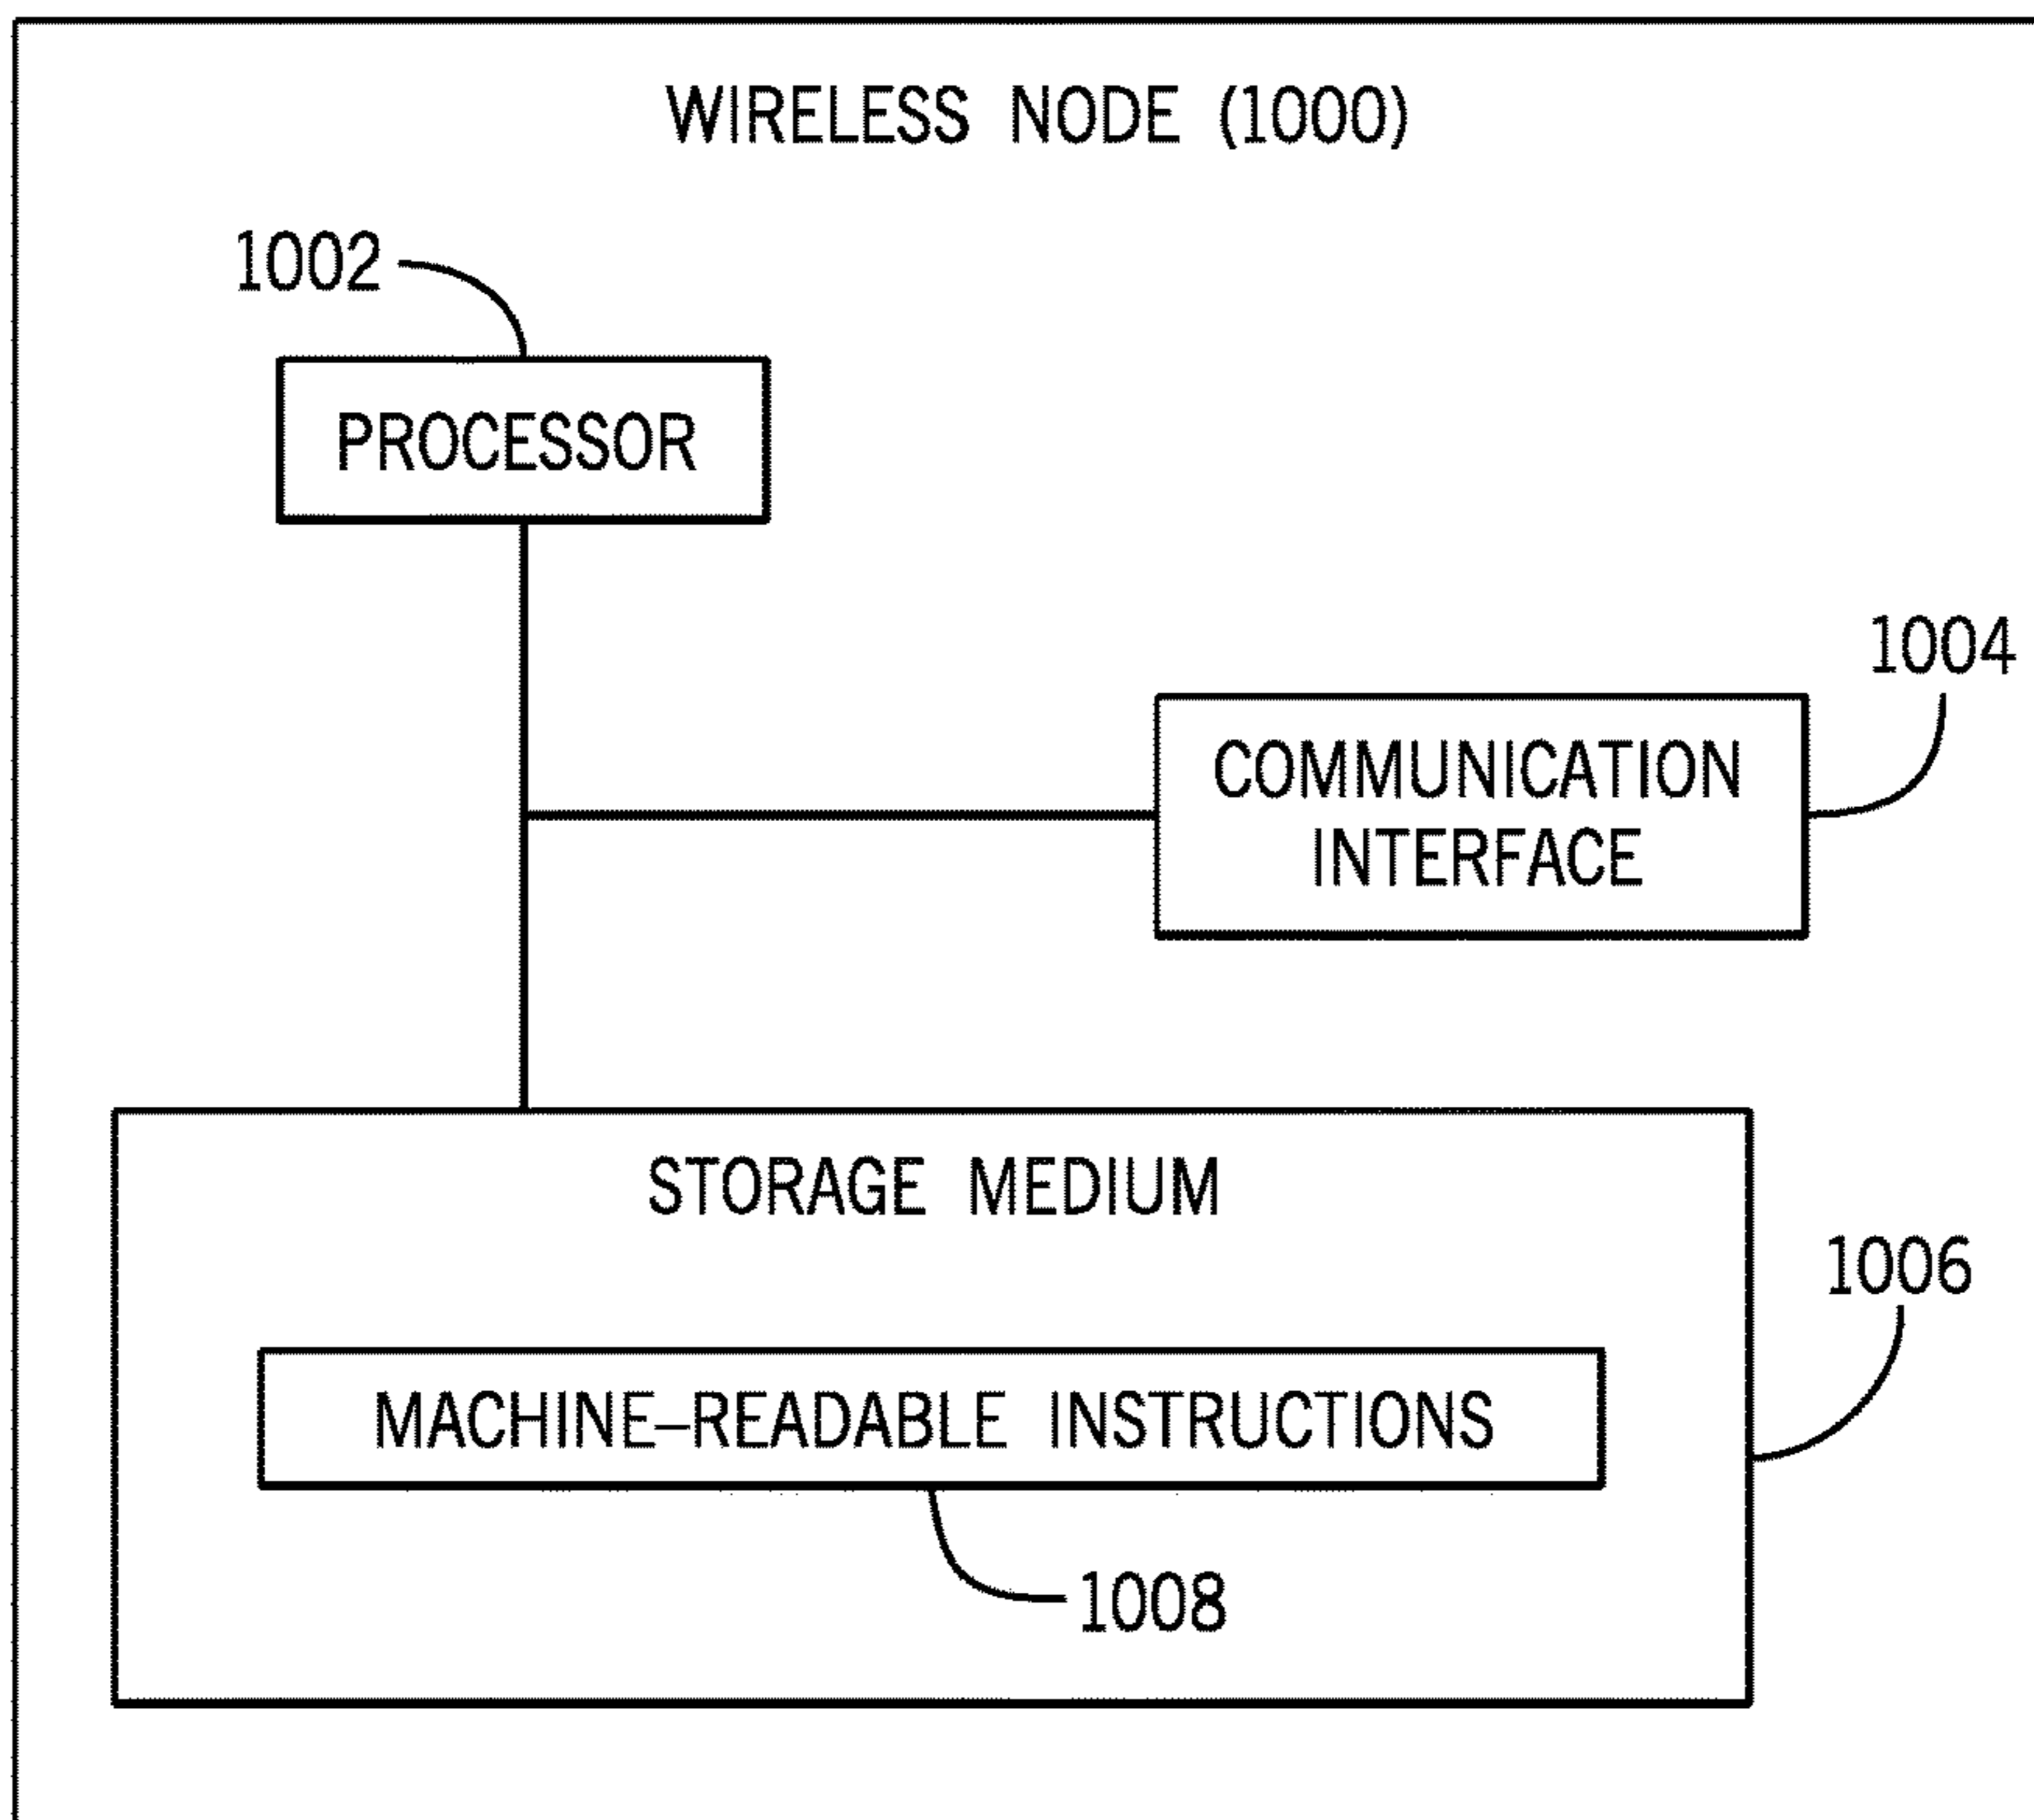 WIRELESS NODE (1000)
1002
PROCESSOR
1004
COMMUNICATION
INTERFACE
STORAGE MEDIUM
1006
MACHINE–READABLE INSTRUCTIONS
1008